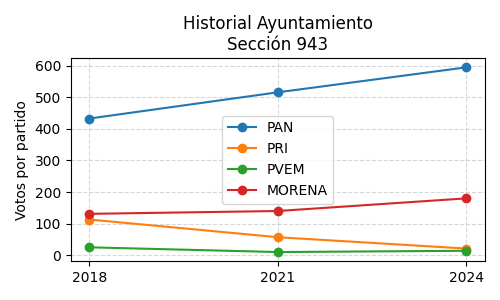 Historial Ayuntamiento
Sección 943
Votos por partido
600
500
400
300
200
100
0
PAN
PRI
PVEM
MORENA
2018
2021
2024